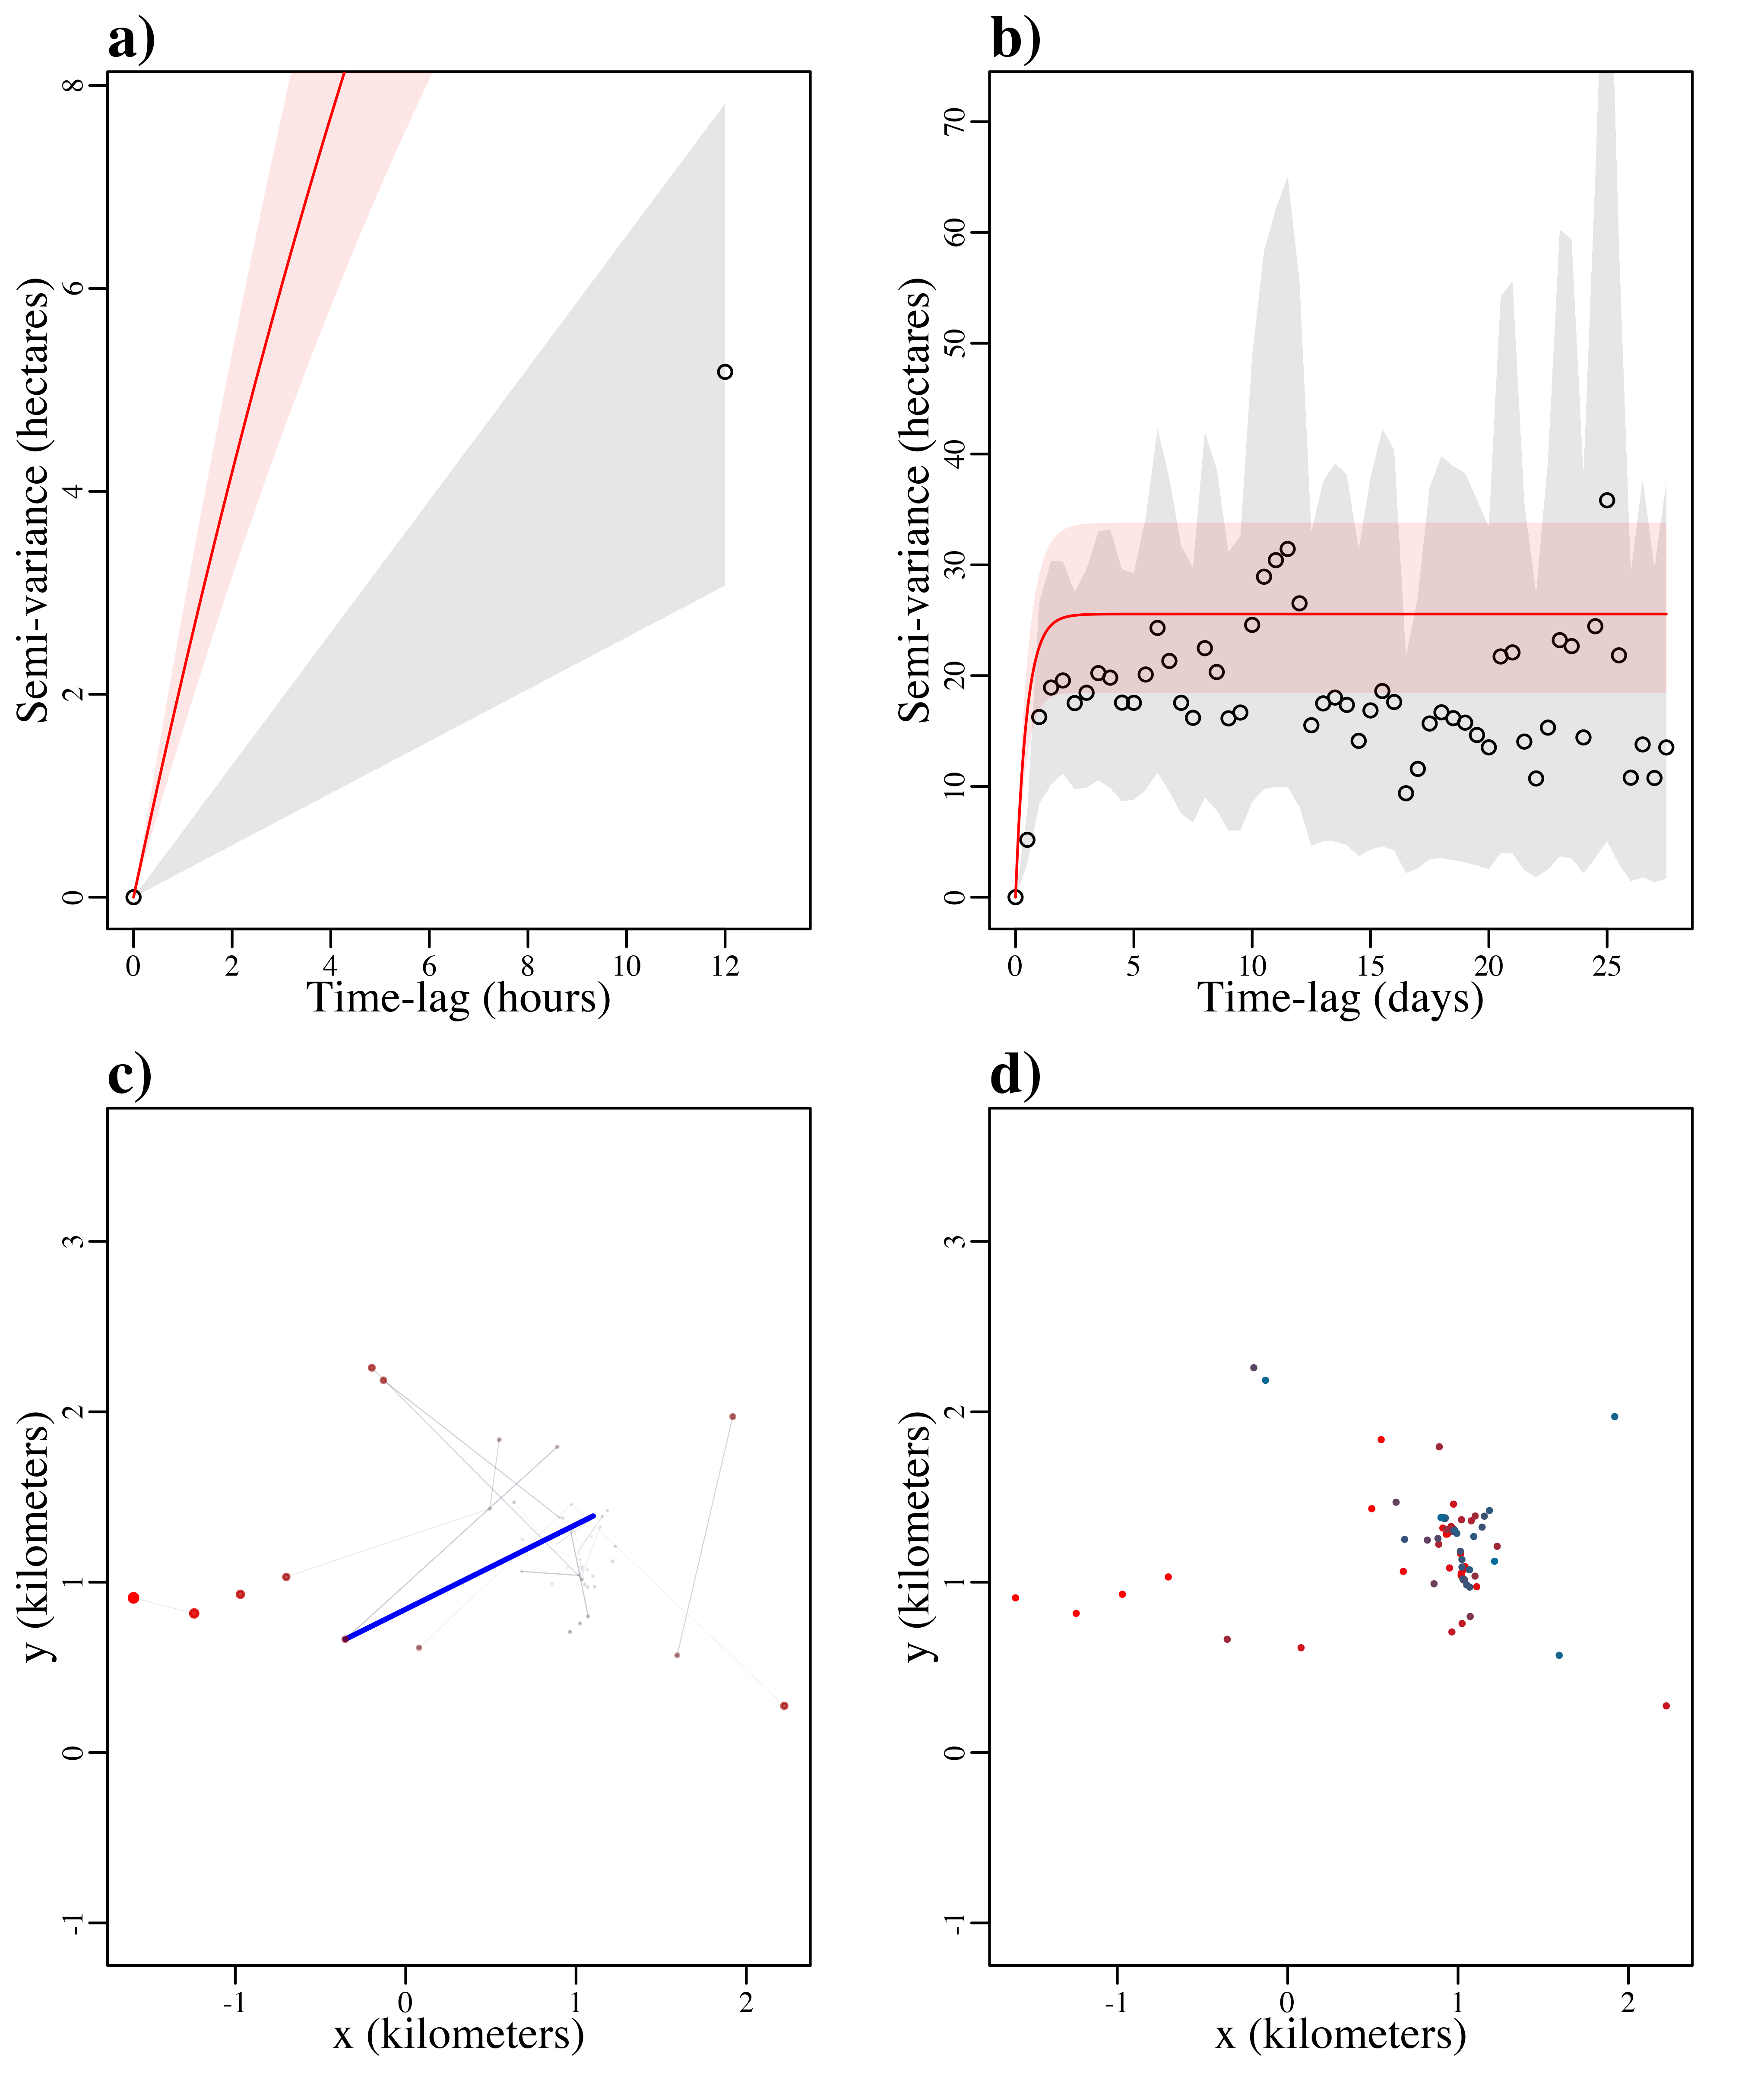 a)
Semi-variance (hectares)
8
6
4
2
0
0 2 4 6 8 10 12
Time-lag (hours)
b)
Semi-variance (hectares)
70
60
50
40
30
20
10
0
0 5 10 15 20 25
Time-lag (days)
c)
y (kilometers)
3
2
1
0
-1
-1 0 1 2
x (kilometers)
d)
y (kilometers)
3
2
1
0
-1
-1 0 1 2
x (kilometers)